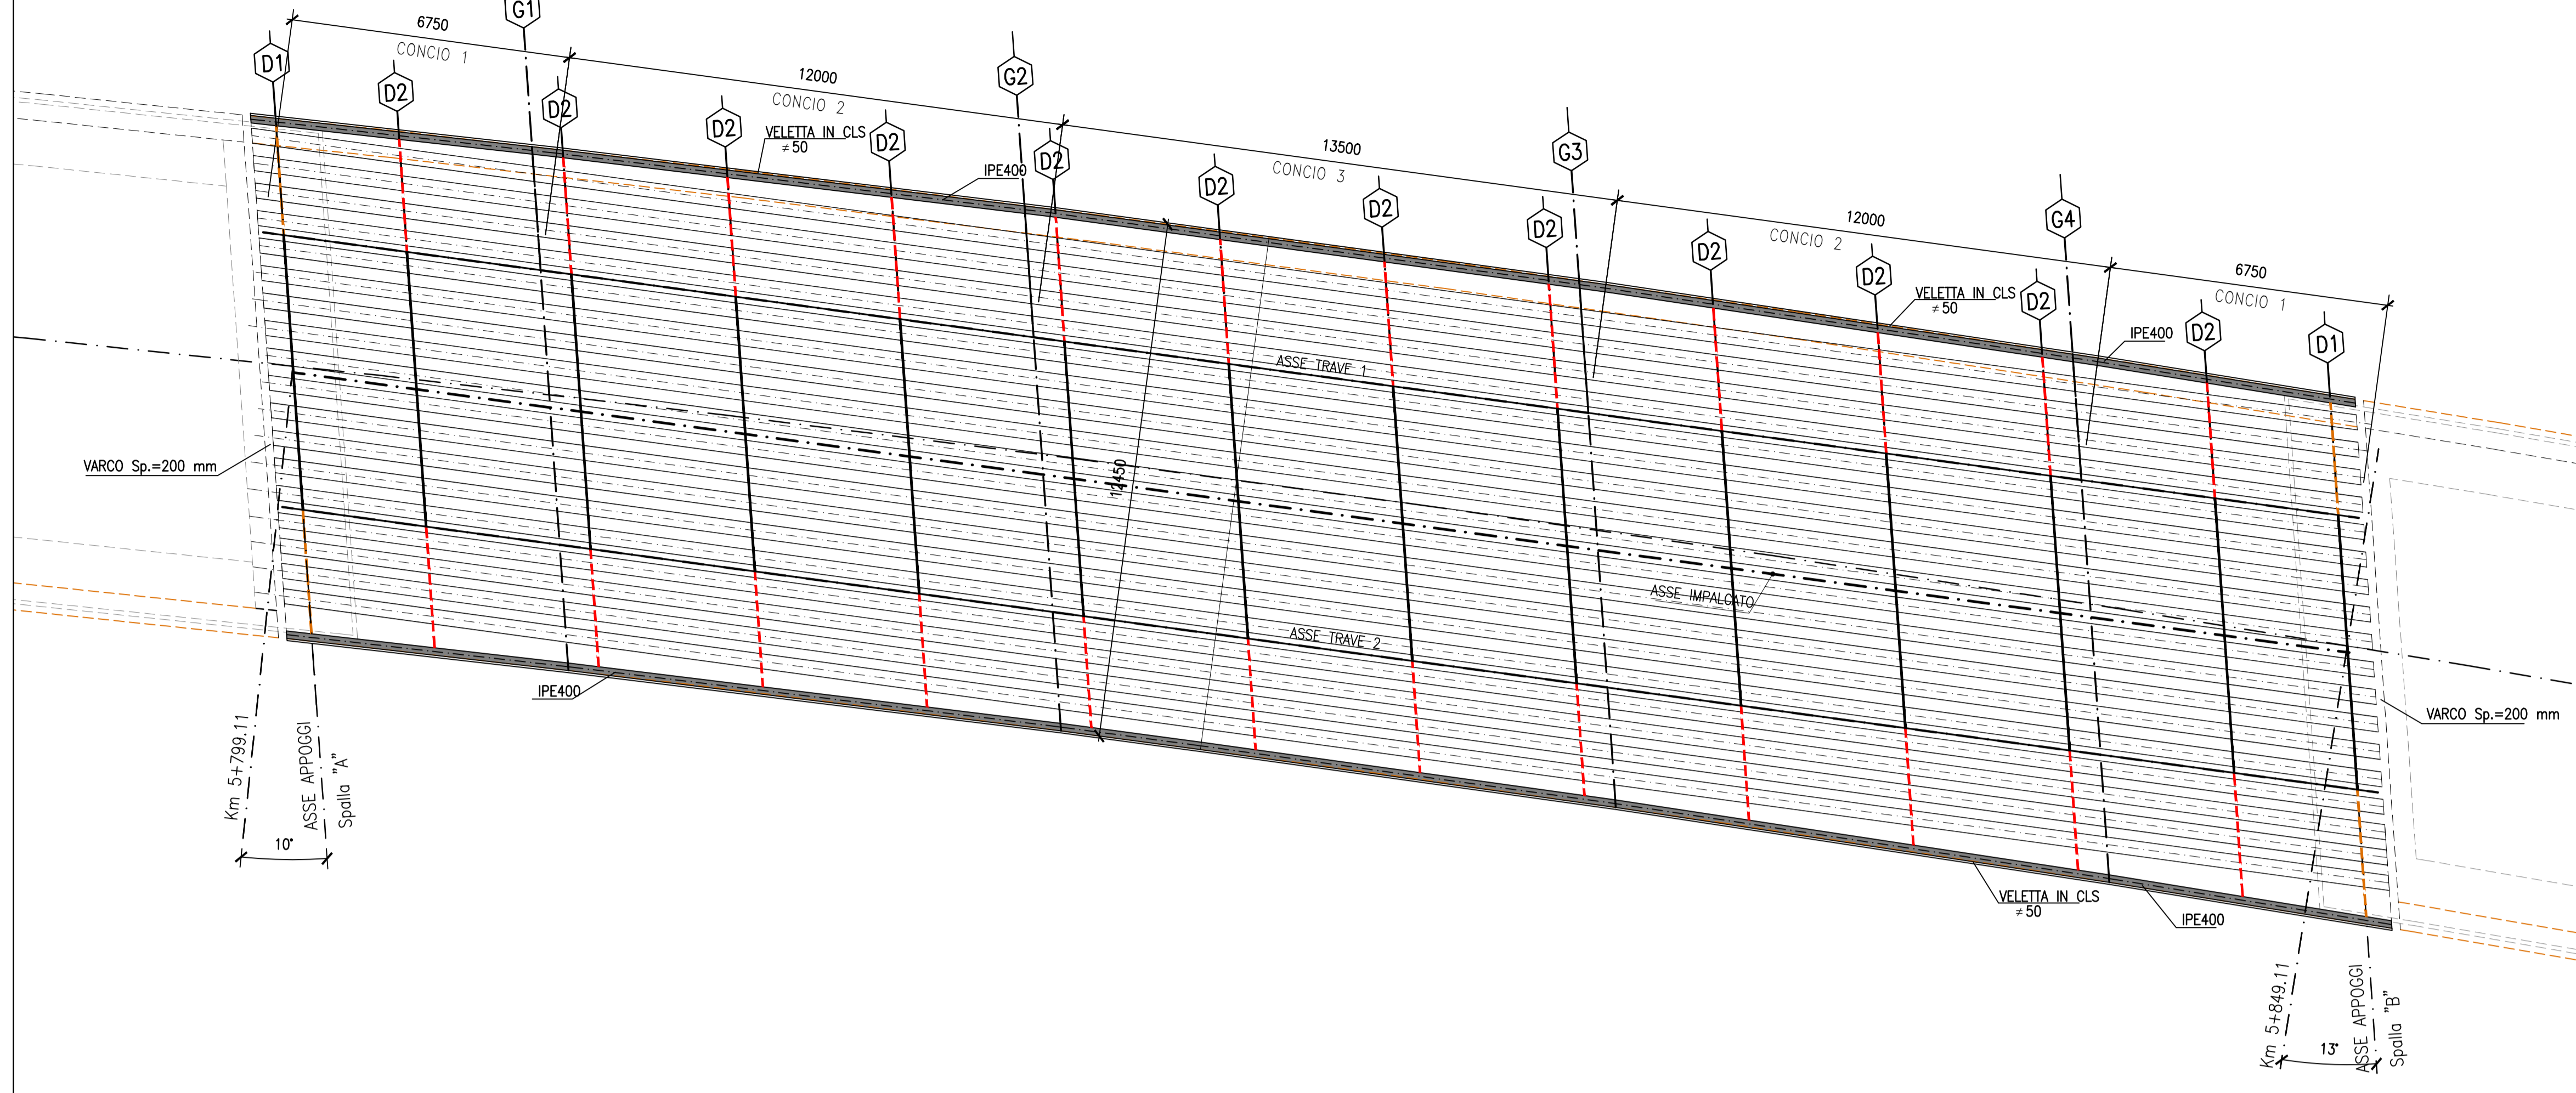 6750
CONCIO 1
12000
CONCIO 2
13500
CONCIO 3
12000
CONCIO 2
6750
CONCIO 1
G1
G2
G3
G4
D1
D2
D2
D2
D2
D2
D2
D2
D2
D2
D2
D2
D2
D1
VELETTA IN CLS
≠50
IPE400
VELETTA IN CLS
≠50
IPE400
ASSE TRAVE 1
12450
ASSE IMPALCATO
ASSE TRAVE 2
VARCO Sp.=200 mm
VARCO Sp.=200 mm
IPE400
VELETTA IN CLS
≠50
IPE400
Km 5+799.11
ASSE APPOGGI
Spalla "A"
10°
Km 5+849.11
ASSE APPOGGI
Spalla "B"
13°